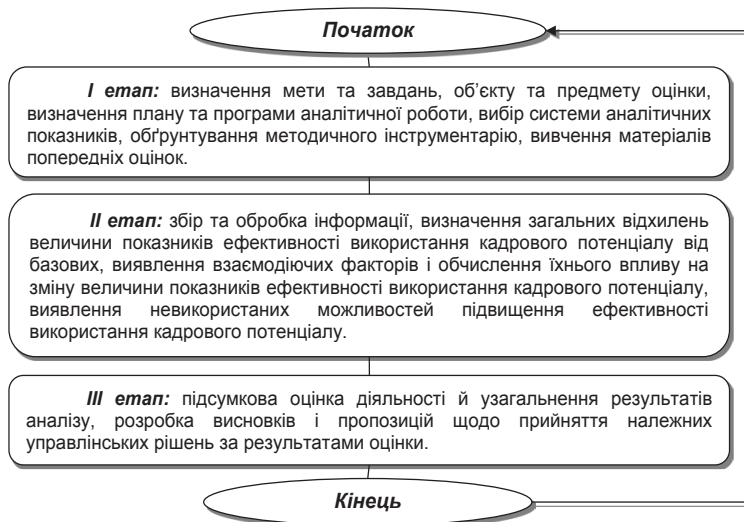 Початок
I етап: визначення мети та завдань, об’єкту та предмету оцінки,
визначення плану та програми аналітичної роботи, вибір системи аналітичних
показників, обґрунтування методичного інструментарію, вивчення матеріалів
попередніх оцінок.
II етап: збір та обробка інформації, визначення загальних відхилень
величини показників ефективності використання кадрового потенціалу від
базових, виявлення взаємодіючих факторів і обчислення їхнього впливу на
зміну величини показників ефективності використання кадрового потенціалу,
виявлення невикористаних можливостей підвищення ефективності
використання кадрового потенціалу.
III етап: підсумкова оцінка діяльності й узагальнення результатів
аналізу, розробка висновків і пропозицій щодо прийняття належних
управлінських рішень за результатами оцінки.
Кінець